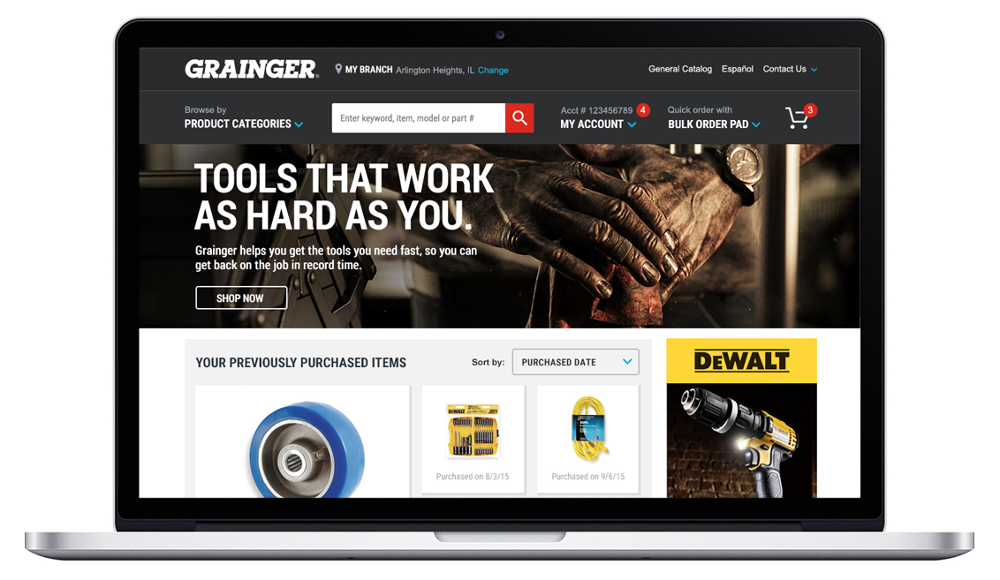 GRAINGER
MY BRANCH Arlington Heights, IL Change
General Catalog Español Contact Us
Browse by
PRODUCT CATEGORIES
Enter keyword, item, model or part #
Acct # 123456789 4
MY ACCOUNT
Quick order with
BULK ORDER PAD
3
TOOLS THAT WORK
AS HARD AS YOU.
Grainger helps you get the tools you need fast, so you can
get back on the job in record time.
SHOP NOW
YOUR PREVIOUSLY PURCHASED ITEMS
Sort by: PURCHASED DATE
DEWALT
DEWALT
Purchased on 8/3/15
Purchased on 9/6/15